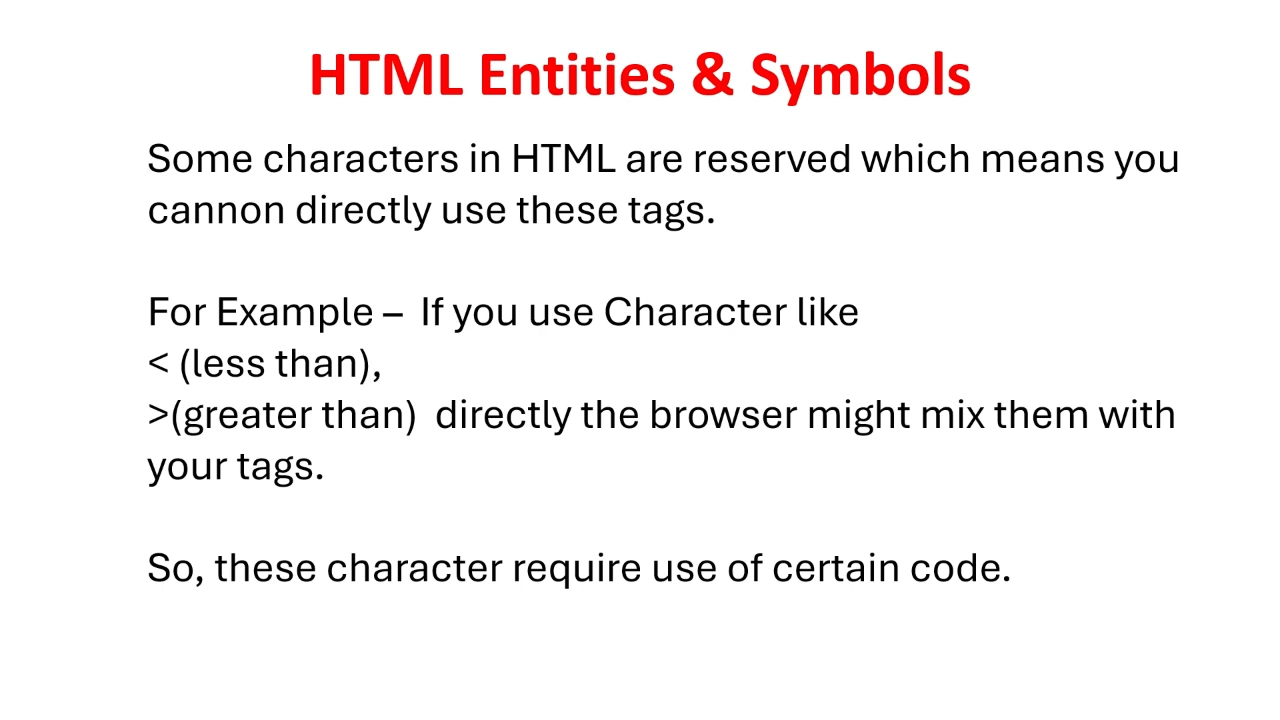 HTML Entities & Symbols
Some characters in HTML are reserved which means you
cannon directly use these tags.
For Example – If you use Character like
< (less than),
>(greater than) directly the browser might mix them with
your tags.
So, these character require use of certain code.